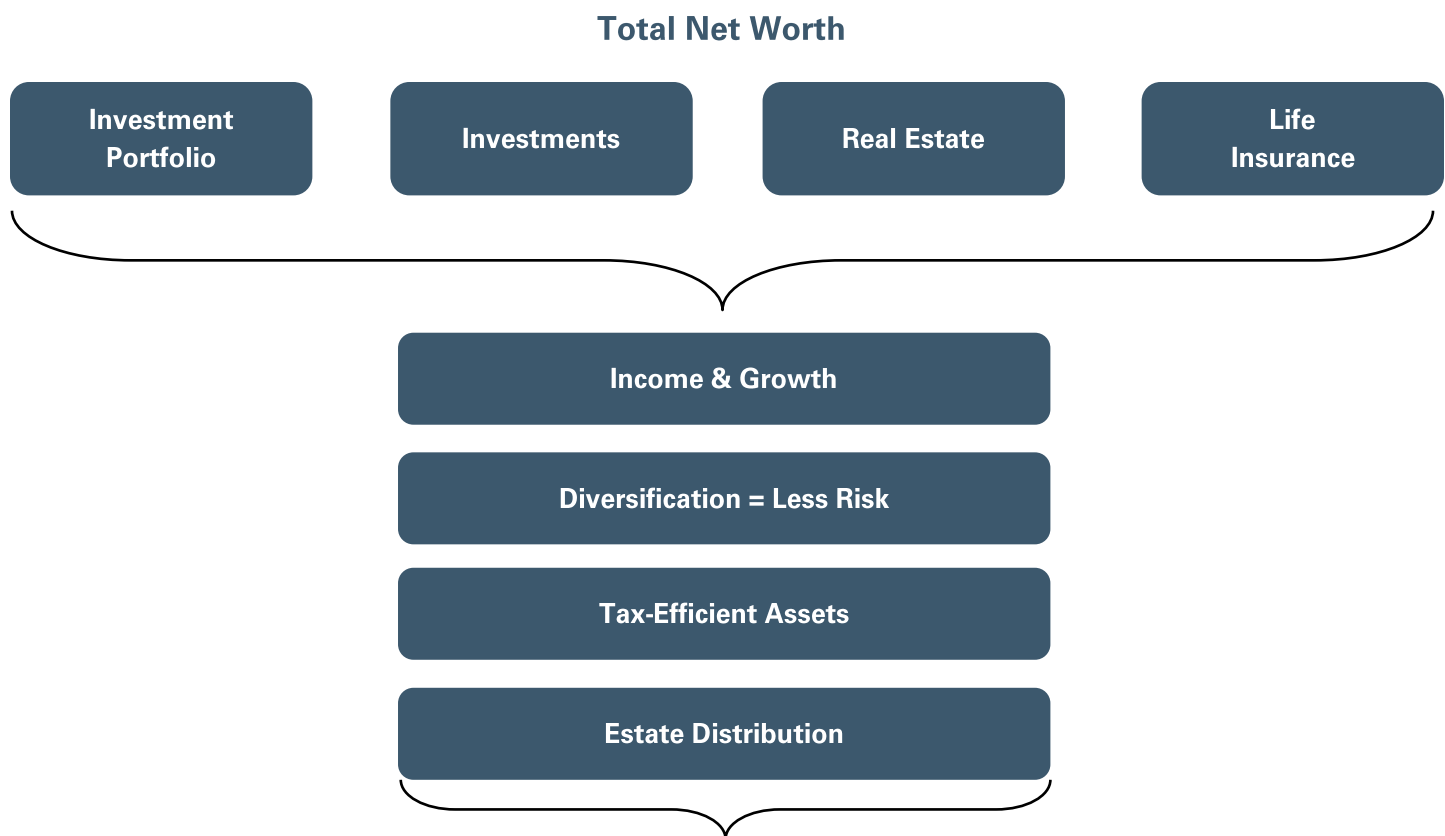 Total Net Worth
Investment
Portfolio
Investments
Real Estate
Life
Insurance
Income & Growth
Diversification = Less Risk
Tax-Efficient Assets
Estate Distribution